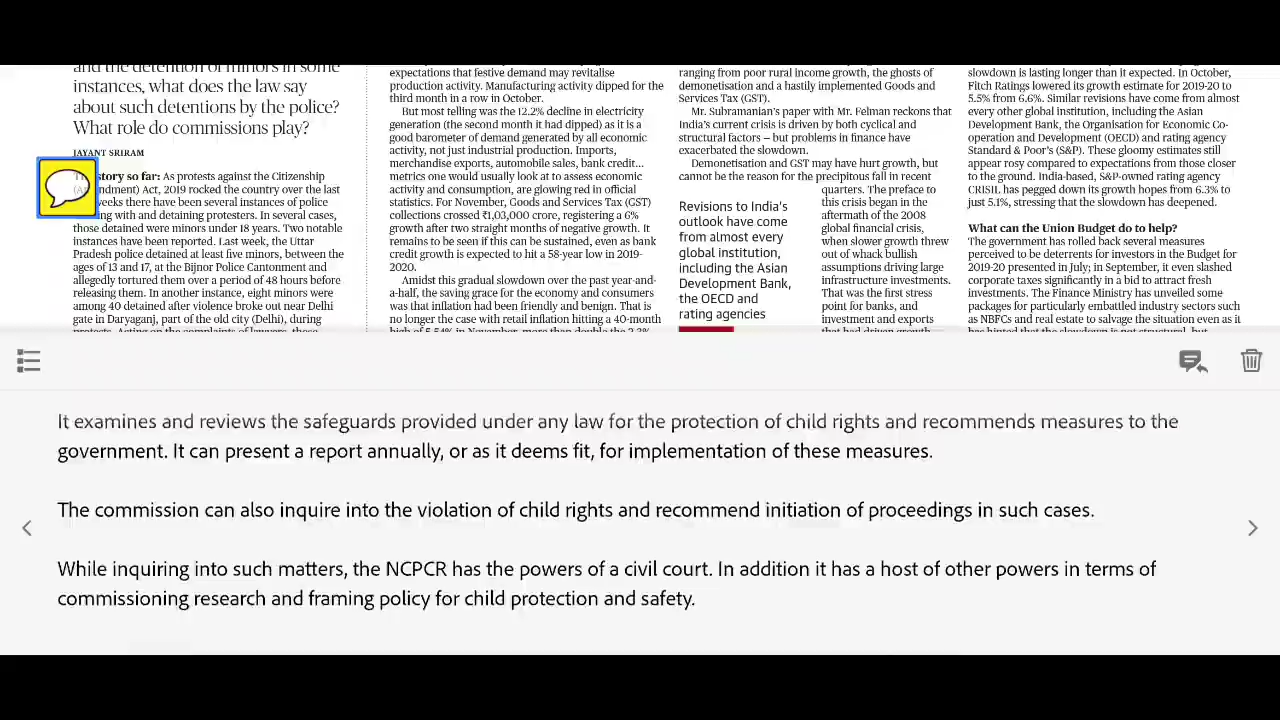 and the detention of minors in some
instances, what does the law say
about such detentions by the police?
What role do commissions play?
JAYANT SRIRAM
story so far: As protests against the Citizenship
ndment) Act, 2019 rocked the country over the last
weeks there have been several instances of police
ng with and detaining protesters. In several cases,
those detained were minors under 18 years. Two notable
instances have been reported. Last week, the Uttar
Pradesh police detained at least five minors, between the
ages of 13 and 17, at the Bijnor Police Cantonment and
allegedly tortured them over a period of 48 hours before
releasing them. In another instance, eight minors were
among 40 detained after violence broke out near Delhi
gate in Daryaganj, part of the old city (Delhi), during
protests. Acting on the complaints of lawyers, these
expectations that festive demand may revitalise
production activity. Manufacturing activity dipped for the
third month in a row in October.
But most telling was the 12.2% decline in electricity
generation (the second month it had dipped) as it is a
good barometer of demand generated by all economic
activity, not just industrial production. Imports,
merchandise exports, automobile sales, bank credit...
metrics one would usually look at to assess economic
activity and consumption, are glowing red in official
statistics. For November, Goods and Services Tax (GST)
collections crossed ₹1,03,000 crore, registering a 6%
growth after two straight months of negative growth. It
remains to be seen if this can be sustained, even as bank
credit growth is expected to hit a 58-year low in 2019-
2020.
Amidst this gradual slowdown over the past year-and-
a-half, the saving grace for the economy and consumers
was that inflation had been friendly and benign. That is
no longer the case with retail inflation hitting a 40-month
high of 5.54% in November, more than double the 2.3%
ranging from poor rural income growth, the ghosts of
demonetisation and a hastily implemented Goods and
Services Tax (GST).
Mr. Subramanian's paper with Mr. Felman reckons that
India's current crisis is driven by both cyclical and
structural factors – but problems in finance have
exacerbated the slowdown.
Demonetisation and GST may have hurt growth, but
cannot be the reason for the precipitous fall in recent
quarters. The preface to
this crisis began in the
aftermath of the 2008
global financial crisis,
when slower growth threw
out of whack bullish
assumptions driving large
infrastructure investments.
That was the first stress
point for banks, and
investment and exports
that had driven growth
Revisions to India's
outlook have come
from almost every
global institution,
including the Asian
Development Bank,
the OECD and
rating agencies
slowdown is lasting longer than it expected. In October,
Fitch Ratings lowered its growth estimate for 2019-20 to
5.5% from 6.6%. Similar revisions have come from almost
every other global institution, including the Asian
Development Bank, the Organisation for Economic Co-
operation and Development (OECD) and rating agency
Standard & Poor's (S&P). These gloomy estimates still
appear rosy compared to expectations from those closer
to the ground. India-based, S&P-owned rating agency
CRISIL has pegged down its growth hopes from 6.3% to
just 5.1%, stressing that the slowdown has deepened.
What can the Union Budget do to help?
The government has rolled back several measures
perceived to be deterrents for investors in the Budget for
2019-20 presented in July; in September, it even slashed
corporate taxes significantly in a bid to attract fresh
investments. The Finance Ministry has unveiled some
packages for particularly embattled industry sectors such
as NBFCs and real estate to salvage the situation even as it
has hinted that the slowdown is not structural, but
It examines and reviews the safeguards provided under any law for the protection of child rights and recommends measures to the
government. It can present a report annually, or as it deems fit, for implementation of these measures.
The commission can also inquire into the violation of child rights and recommend initiation of proceedings in such cases.
While inquiring into such matters, the NCPCR has the powers of a civil court. In addition it has a host of other powers in terms of
commissioning research and framing policy for child protection and safety.